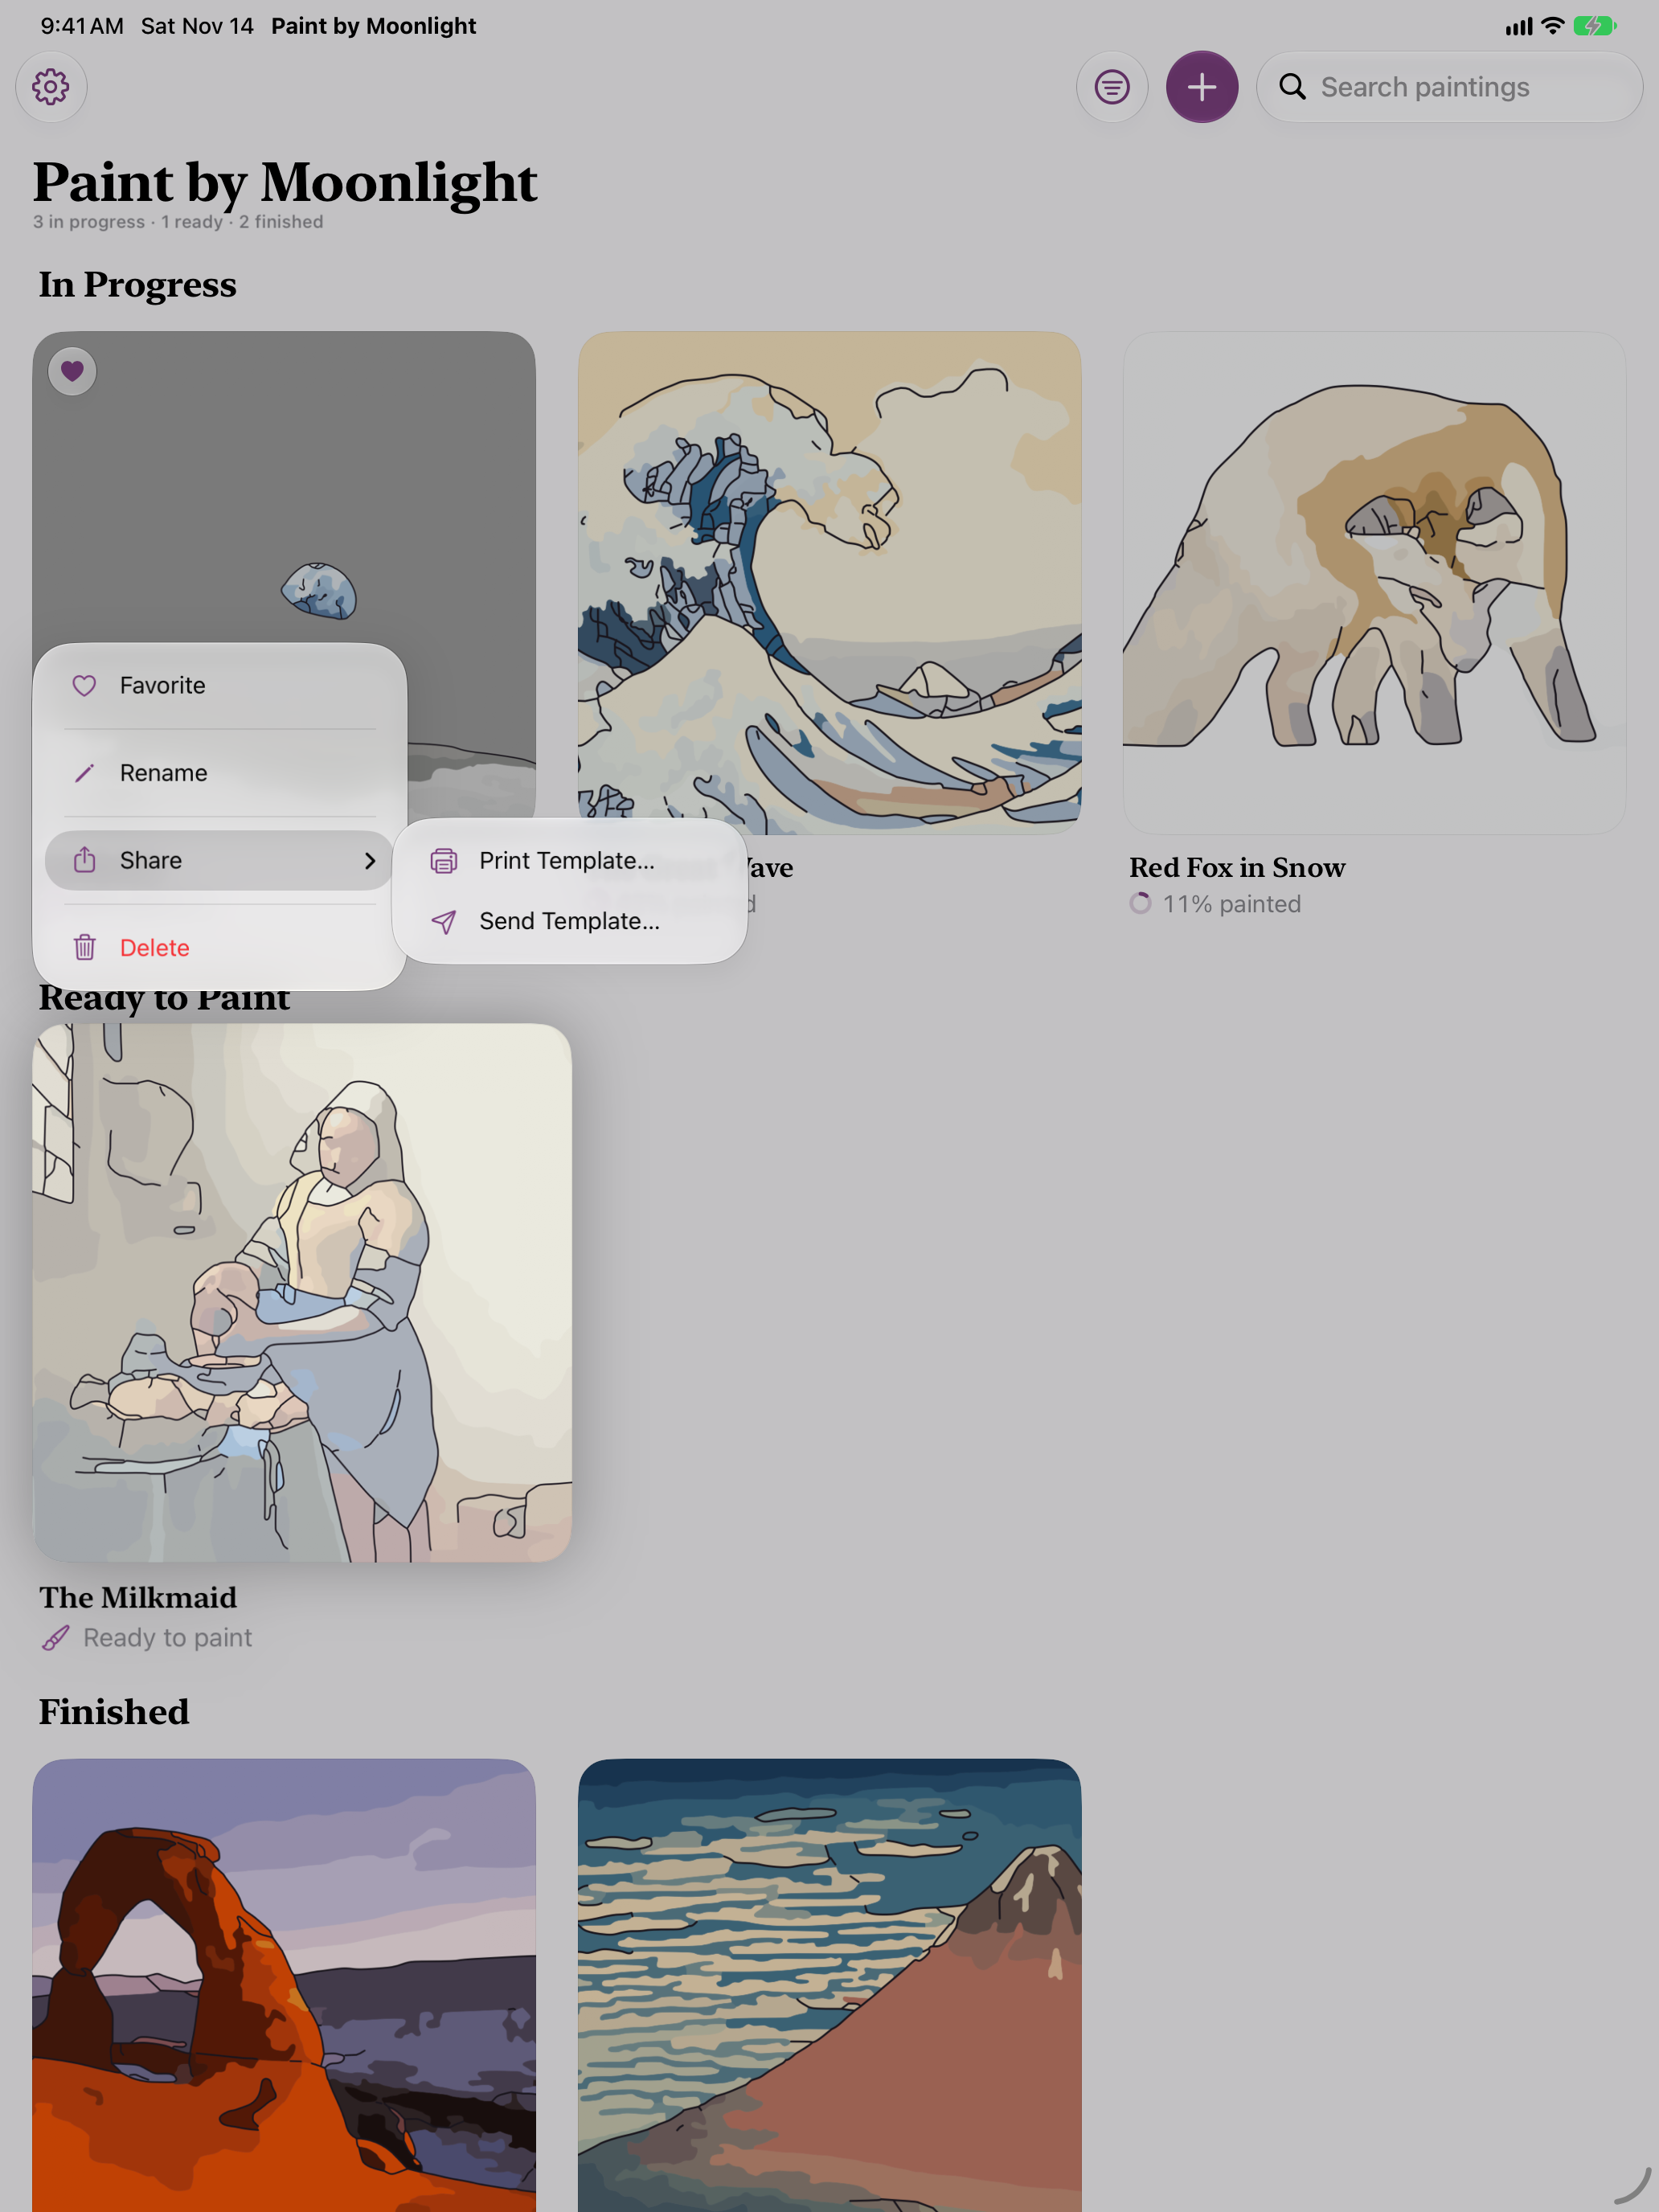 9:41 AM Sat Nov 14 Paint by Moonlight
Search paintings
Paint by Moonlight
3 in progress · 1 ready · 2 finished
In Progress
Favorite
Rename
Share
Delete
Print Template...
Send Template...
Red Fox in Snow
11% painted
Ready to Paint
The Milkmaid
Ready to paint
Finished